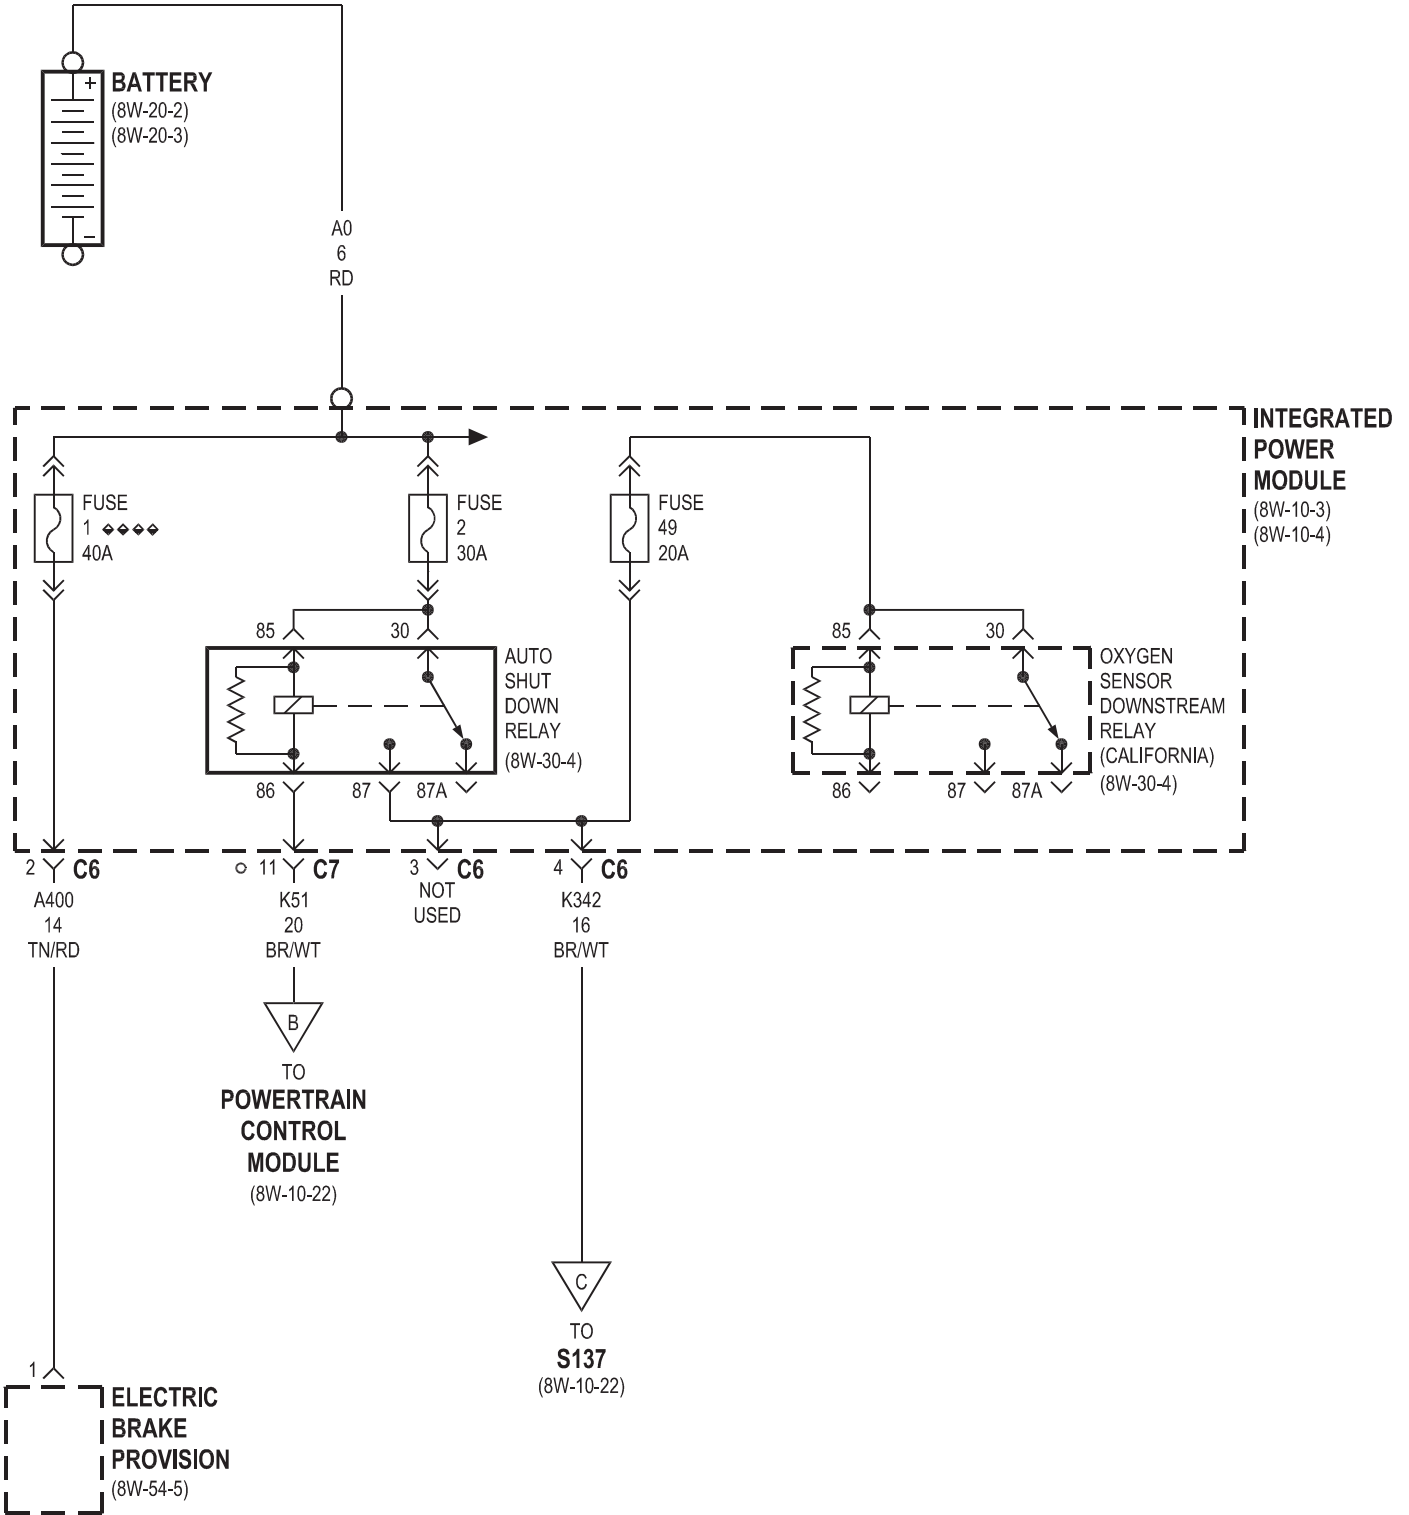 +
BATTERY
(8W-20-2)
(8W-20-3)
−
A0
6
RD
INTEGRATED
POWER
MODULE
(8W-10-3)
(8W-10-4)
FUSE
1
40A
FUSE
2
30A
FUSE
49
20A
85
30
AUTO
SHUT
DOWN
RELAY
(8W-30-4)
86
87
87A
85
30
OXYGEN
SENSOR
DOWNSTREAM
RELAY
(CALIFORNIA)
(8W-30-4)
86
87
87A
2 C6
A400
14
TN/RD
11 C7
K51
20
BR/WT
B
TO
POWERTRAIN
CONTROL
MODULE
(8W-10-22)
3 C6
NOT
USED
4 C6
K342
16
BR/WT
C
TO
S137
(8W-10-22)
1
ELECTRIC
BRAKE
PROVISION
(8W-54-5)